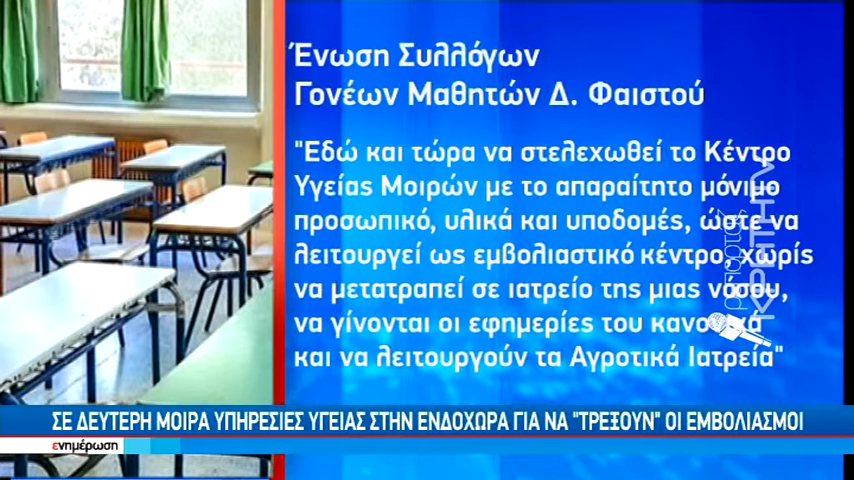 Ένωση Συλλόγων
Γονέων Μαθητών Δ. Φαιστού
"Εδώ και τώρα να στελεχωθεί το Κέντρο
Υγείας Μοιρών με το απαραίτητο μόνιμο
προσωπικό, υλικά και υποδομές, ώστε να
λειτουργεί ως εμβολιαστικό κέντρο, χωρίς
να μετατραπεί σε ιατρείο της μιας νόσου,
να γίνονται οι εφημερίες του κανονικά
και να λειτουργούν τα Αγροτικά Ιατρεία"
ρεπορτάζ
ΚΡΗΤΗ TV
ΣΕ ΔΕΥΤΕΡΗ ΜΟΙΡΑ ΥΠΗΡΕΣΙΕΣ ΥΓΕΙΑΣ ΣΤΗΝ ΕΝΔΟΧΩΡΑ ΓΙΑ ΝΑ "ΤΡΕΞΟΥΝ" ΟΙ ΕΜΒΟΛΙΑΣΜΟΙ
ενημέρωση